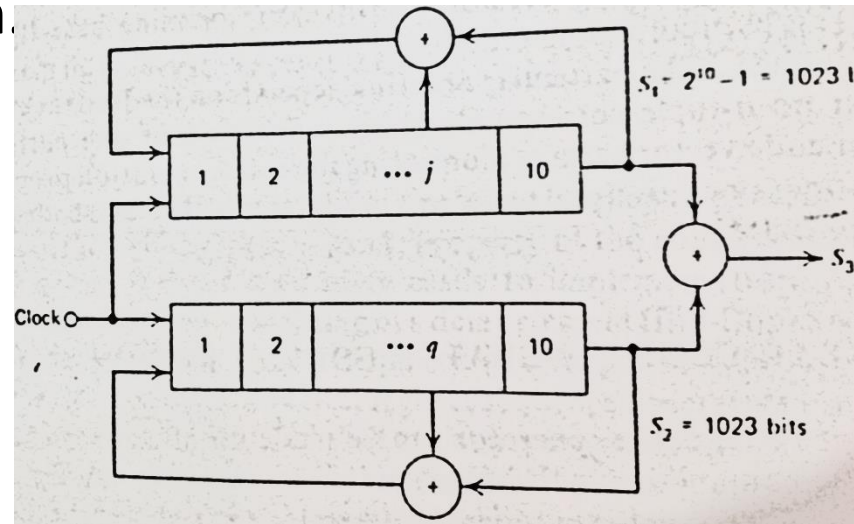 n.
+
S₁ = 2¹⁰ - 1 = 1023 b
1 2 ••• j 10
+
S₃
Clock
1 2 ••• q 10
S₂ = 1023 bits
+